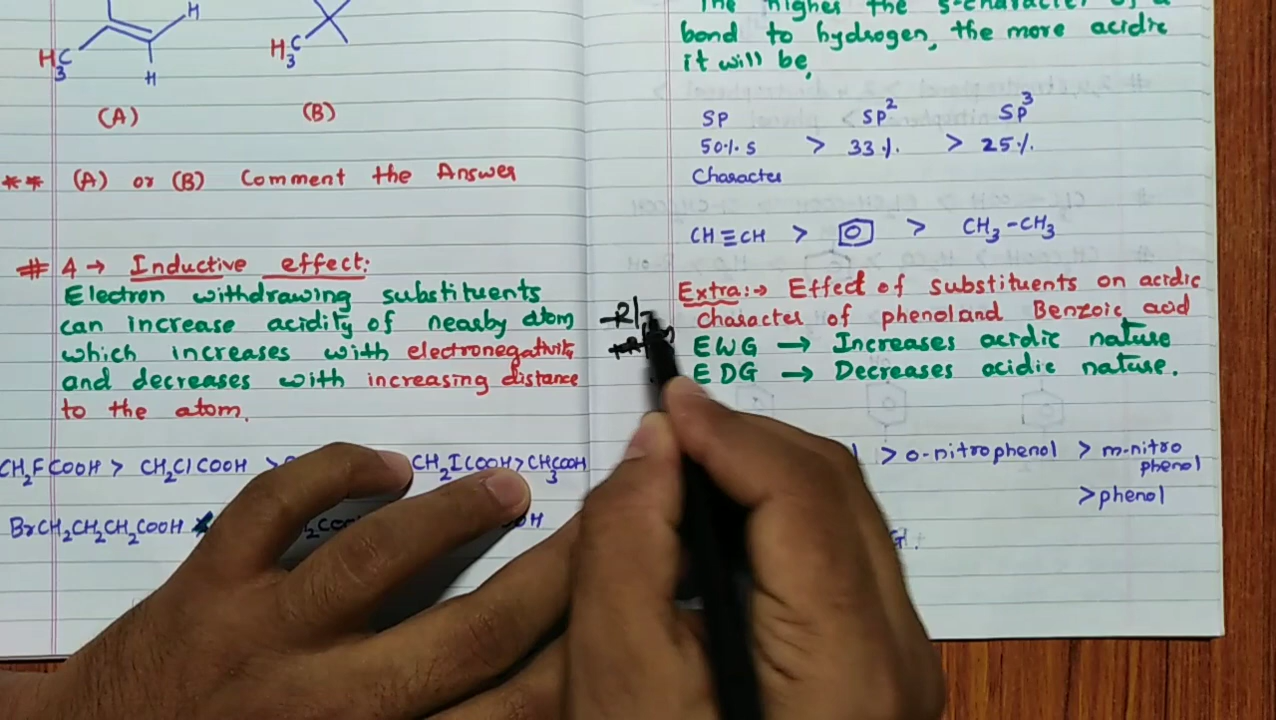 H
H3C
H
(A)
H3C
(B)
** (A) or (B) Comment the Answer
# 4 → Inductive effect:
Electron withdrawing substituents
can increase acidity of nearby atom
which increases with electronegativity
and decreases with increasing distance
to the atom.
CH2FCOOH > CH2ClCOOH >
CH2ICOOH > CH3COOH
BrCH2CH2CH2COOH
The higher the s-character of a
bond to hydrogen, the more acidic
it will be,
SP SP2 SP3
50%. s > 33%. > 25%.
Character
CH≡CH > > CH3-CH3
Extra:→ Effect of substituents on acidic
character of phenol and Benzoic acid
-R/-
EWG → Increases acidic nature
EDG → Decreases acidic nature.
> o-nitrophenol > m-nitro
phenol
> phenol